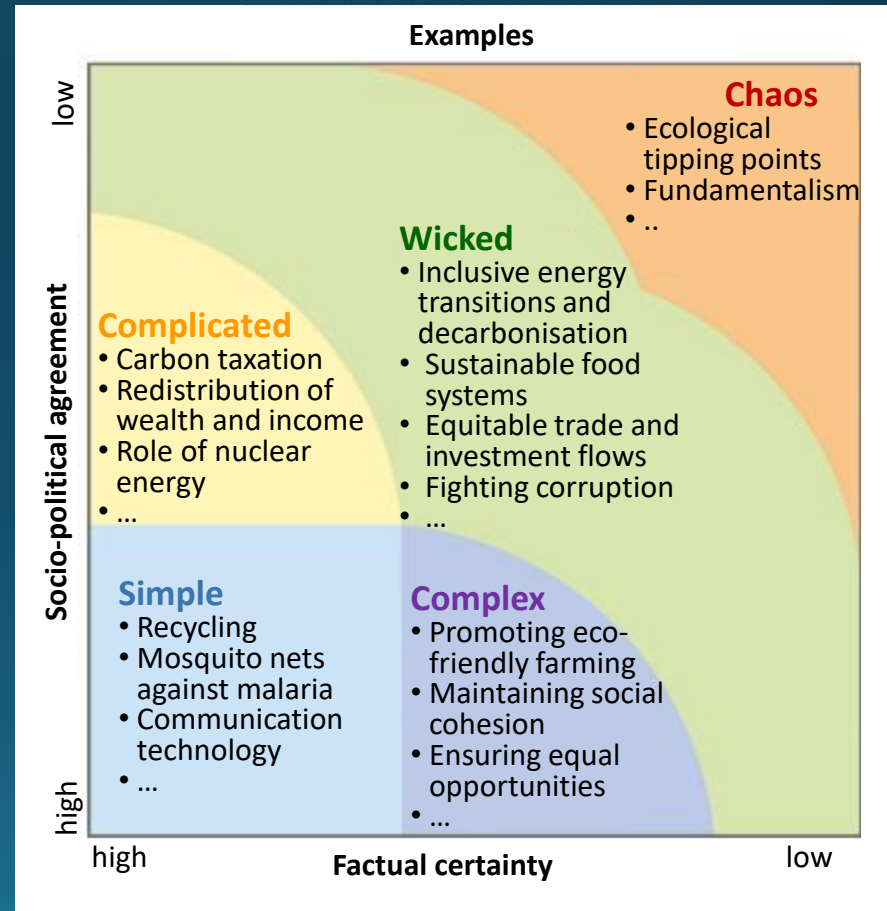 Examples
low
Chaos
• Ecological
tipping points
• Fundamentalism
• ..
Wicked
• Inclusive energy
transitions and
decarbonisation
• Sustainable food
systems
• Equitable trade and
investment flows
• Fighting corruption
• ...
Complicated
• Carbon taxation
• Redistribution of
wealth and income
• Role of nuclear
energy
• ...
Socio-political agreement
Simple
• Recycling
• Mosquito nets
against malaria
• Communication
technology
• ...
Complex
• Promoting eco-
friendly farming
• Maintaining social
cohesion
• Ensuring equal
opportunities
• ...
high
high
Factual certainty
low